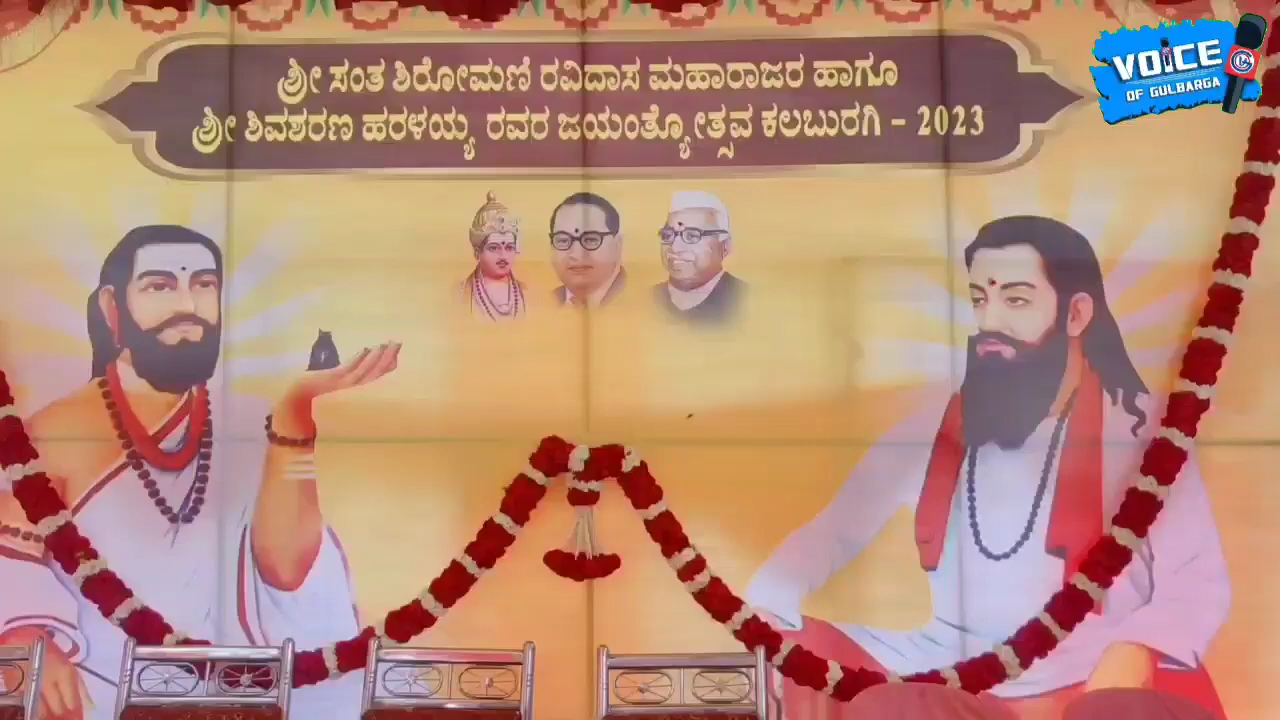 ಶ್ರೀ ಸಂತ ಶಿರೋಮಣಿ ರವಿದಾಸ ಮಹಾರಾಜರ ಹಾಗೂ
ಶ್ರೀ ಶಿವಶರಣ ಹರಳಯ್ಯ ರವರ ಜಯಂತ್ಯೋತ್ಸವ ಕಲಬುರಗಿ - 2023
VOICE
OF GULBARGA